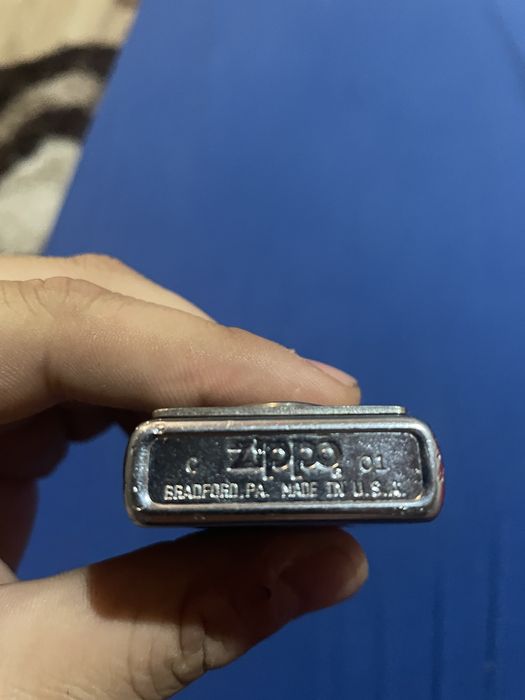 C Zippo 01
BRADFORD, PA. MADE IN U.S.A.